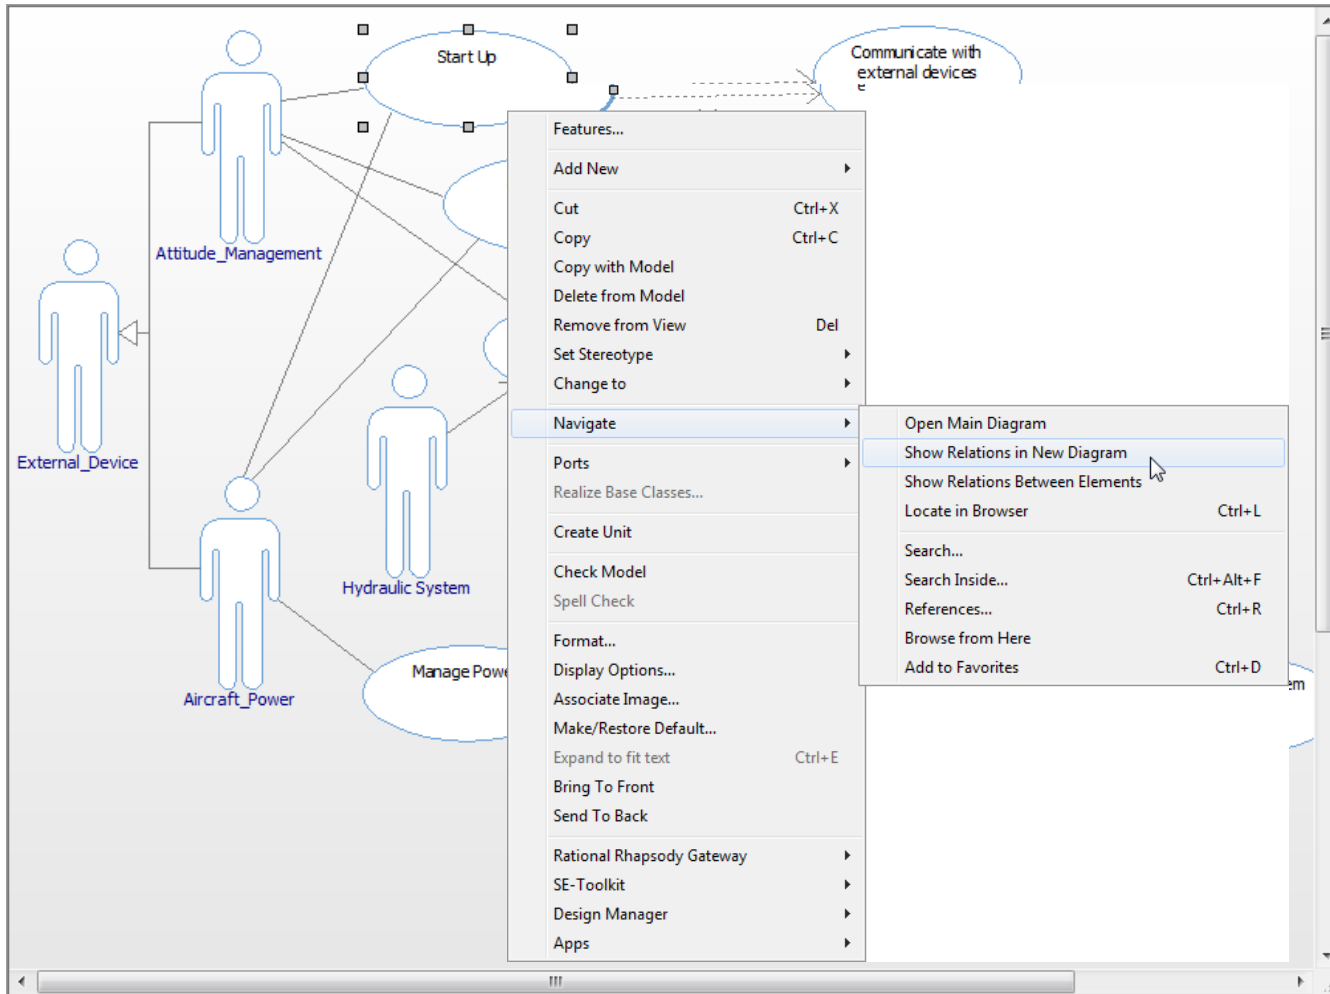 Start Up
Communicate with
external devices
e
Attitude_Management
External_Device
Hydraulic System
Aircraft_Power
Manage Powe
em
Features...
Add New
Cut Ctrl+X
Copy Ctrl+C
Copy with Model
Delete from Model
Remove from View Del
Set Stereotype
Change to
Navigate
Ports
Realize Base Classes...
Create Unit
Check Model
Spell Check
Format...
Display Options...
Associate Image...
Make/Restore Default...
Expand to fit text Ctrl+E
Bring To Front
Send To Back
Rational Rhapsody Gateway
SE-Toolkit
Design Manager
Apps
Open Main Diagram
Show Relations in New Diagram
Show Relations Between Elements
Locate in Browser Ctrl+L
Search...
Search Inside... Ctrl+Alt+F
References... Ctrl+R
Browse from Here
Add to Favorites Ctrl+D